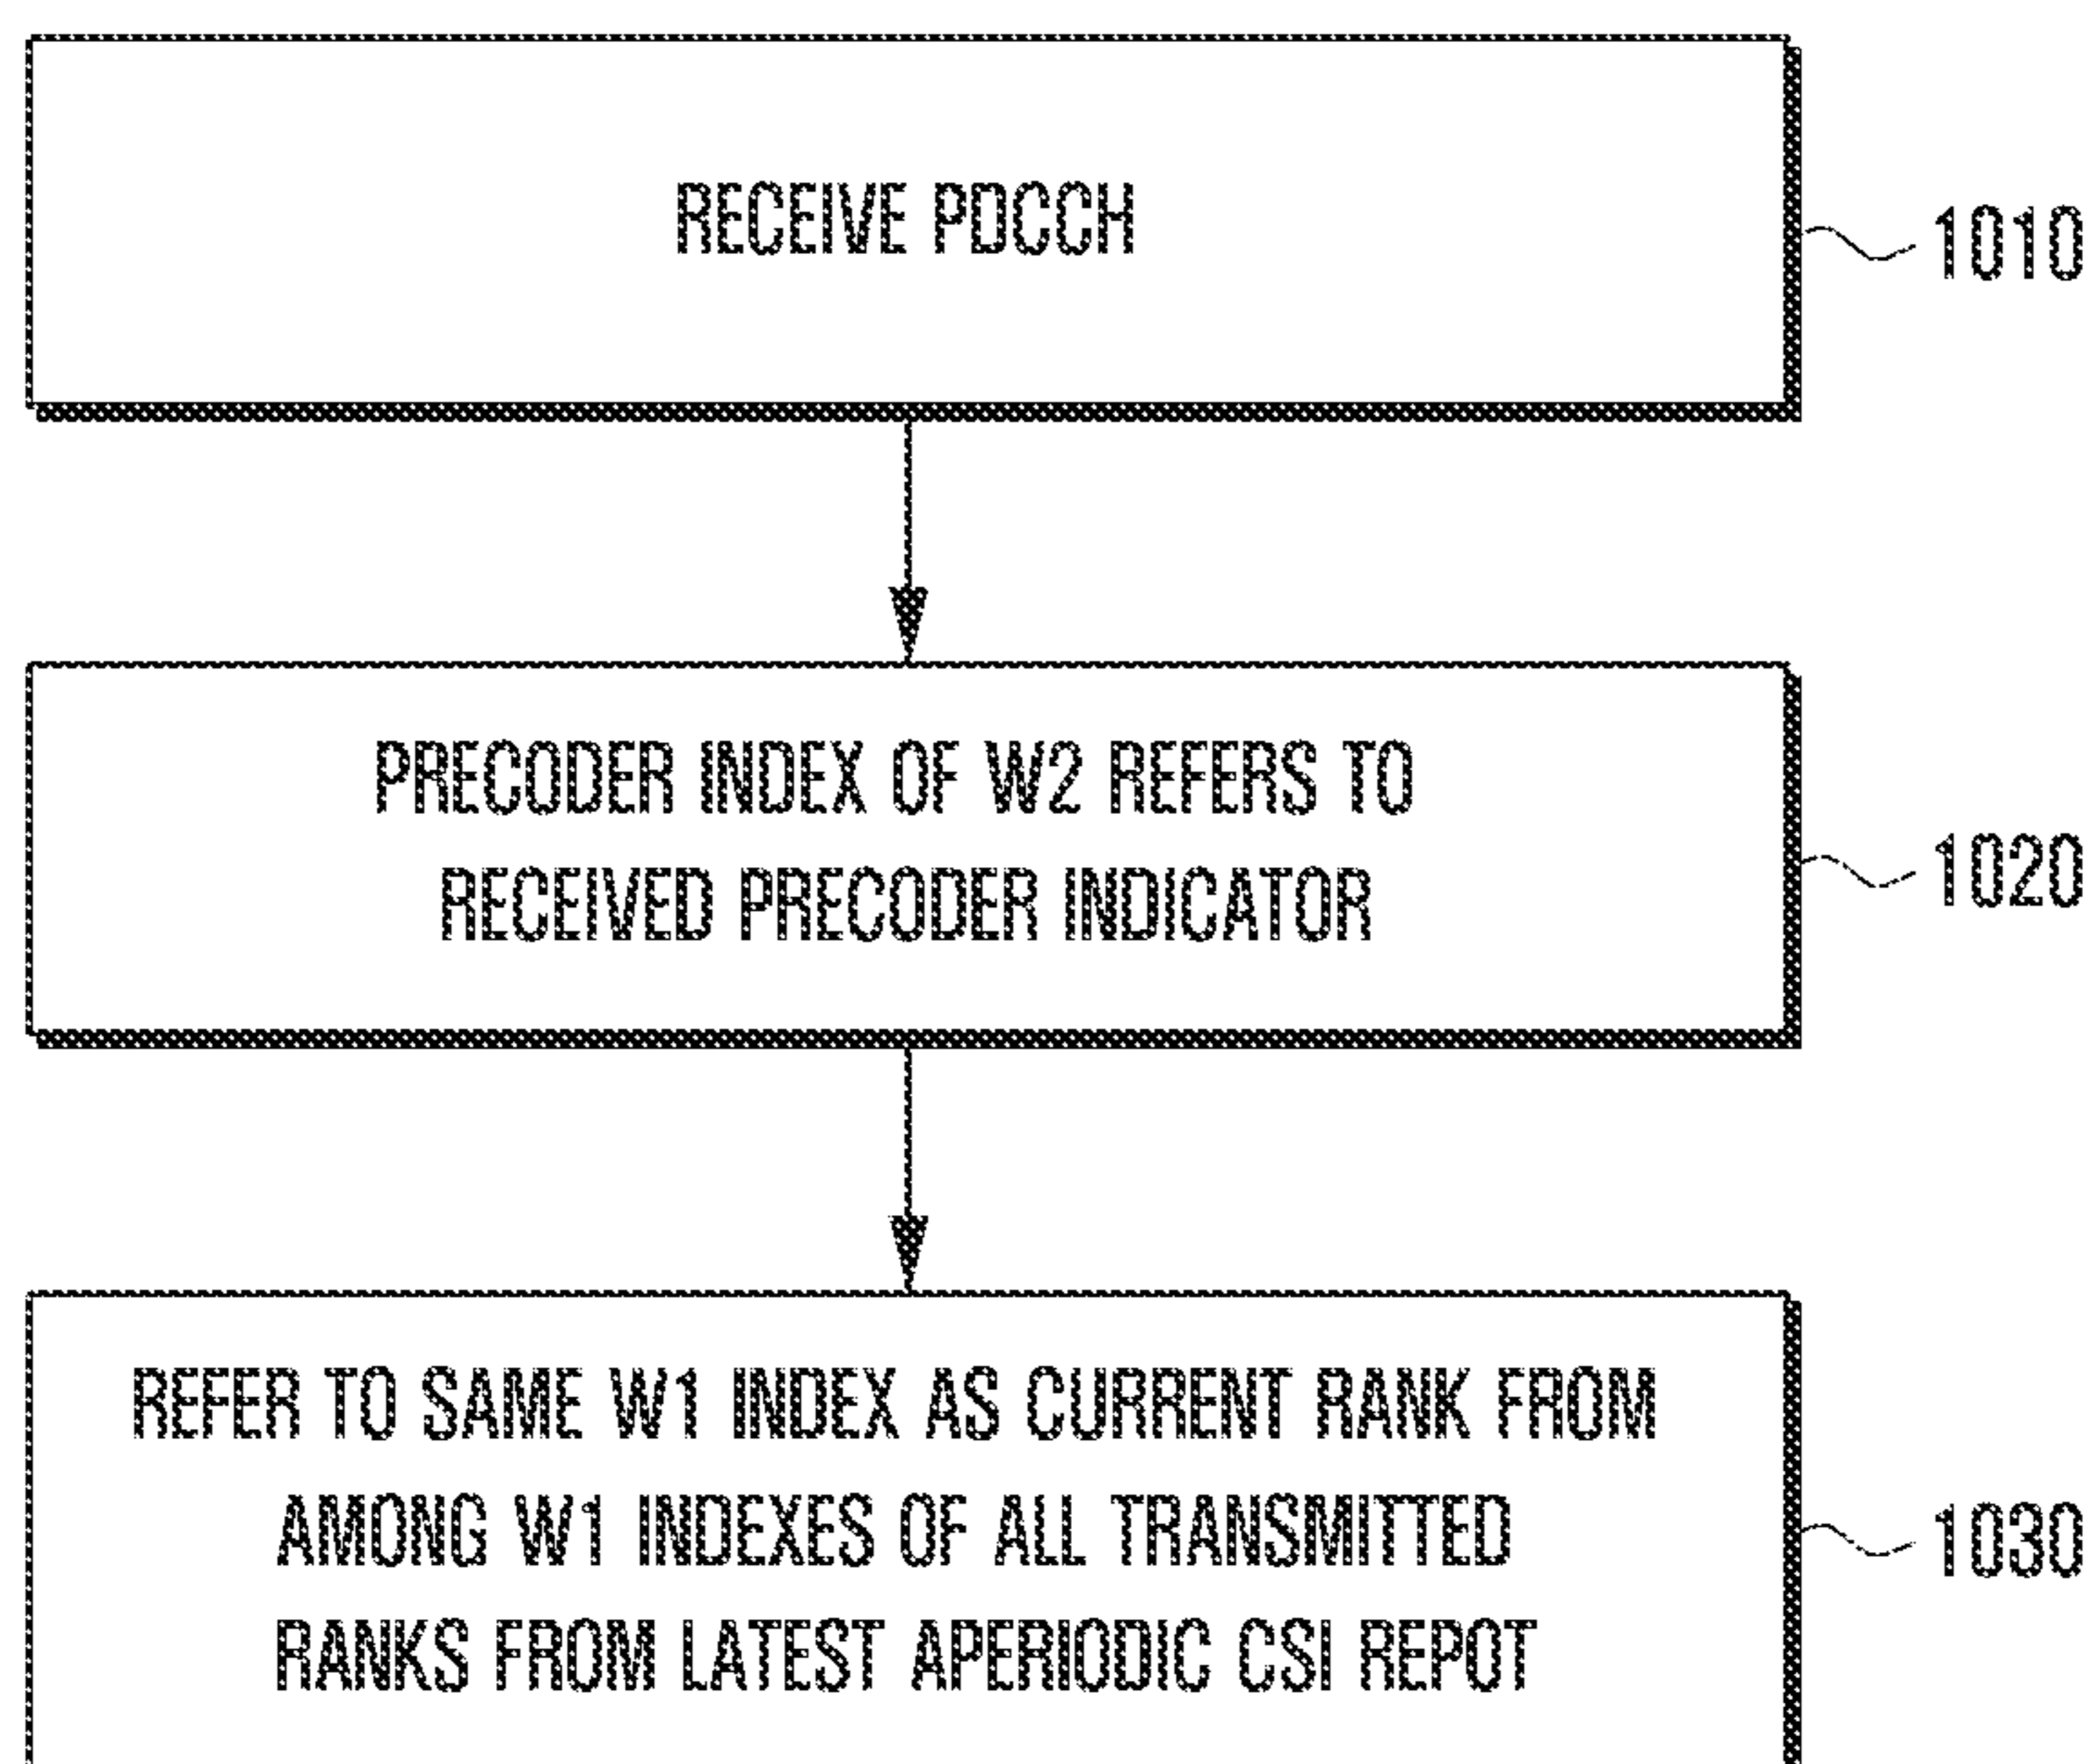 RECEIVE PDCCH
1010
PRECODER INDEX OF W2 REFERS TO
RECEIVED PRECODER INDICATOR
1020
REFER TO SAME W1 INDEX AS CURRENT RANK FROM
AMONG W1 INDEXES OF ALL TRANSMITTED
RANKS FROM LATEST APERIODIC CSI REPOT
1030